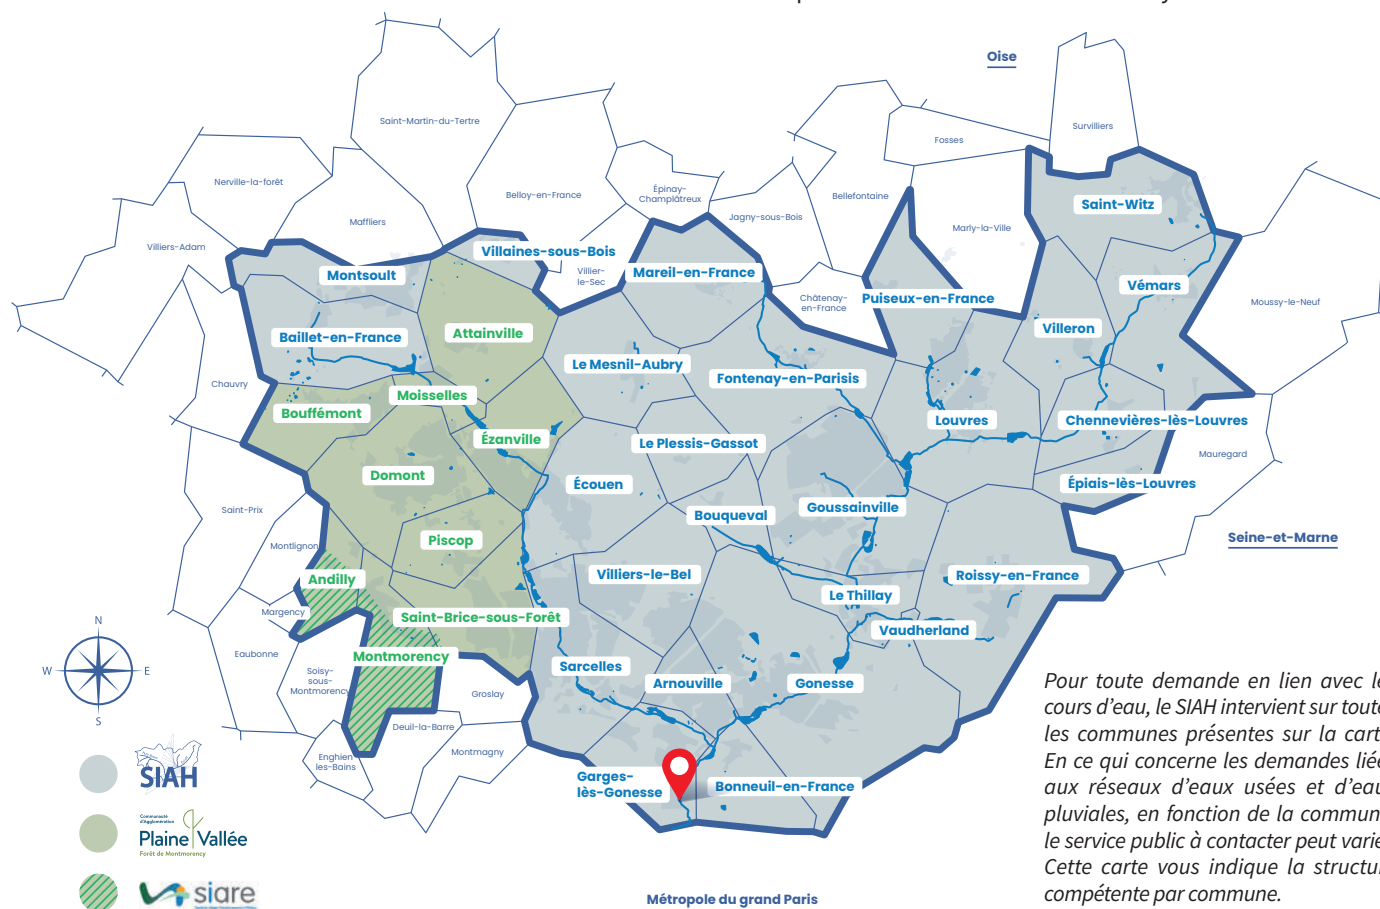 Oise
Survilliers
Saint-Martin-du-Tertre
Fosses
Nerville-la-forêt
Belloy-en-France
Épinay-
Champlâtreux
Bellefontaine
Saint-Witz
Jagny-sous-Bois
Maffliers
Marly-la-Ville
Villiers-Adam
Villaines-sous-Bois
Montsoult
Villier-
le-Sec
Mareil-en-France
Vémars
Châtenay-
en-France
Puiseux-en-France
Moussy-le-Neuf
Villeron
Attainville
Baillet-en-France
Le Mesnil-Aubry
Fontenay-en-Parisis
Chauvry
Moisselles
Bouffémont
Louvres
Chennevières-lès-Louvres
Ézanville
Le Plessis-Gassot
Mauregard
Domont
Écouen
Épiais-lès-Louvres
Goussainville
Saint-Prix
Bouqueval
Seine-et-Marne
Piscop
Montlignon
Andilly
Villiers-le-Bel
Roissy-en-France
Le Thillay
Margency
Saint-Brice-sous-Forêt
Vaudherland
N
W
E
S
Eaubonne
Montmorency
Sarcelles
Soisy-
sous-
Montmorency
Arnouville
Gonesse
Groslay
Deuil-la-Barre
Montmagny
Enghien
les-Bains
Garges-
lès-Gonesse
Bonneuil-en-France
SIAH
Communauté
d'Agglomération
Plaine Vallée
Forêt de Montmorency
siare
Métropole du grand Paris
Pour toute demande en lien avec le
cours d'eau, le SIAH intervient sur toute
les communes présentes sur la cart
En ce qui concerne les demandes liée
aux réseaux d'eaux usées et d'eau
pluviales, en fonction de la commun
le service public à contacter peut varie
Cette carte vous indique la structur
compétente par commune.